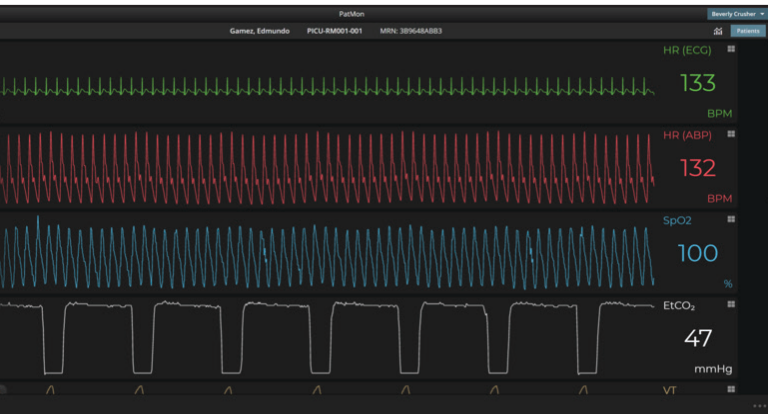 PatMon
Beverly Crusher
Gamez, Edmundo PICU-RM001-001 MRN: 3B9648ABB3
Patients
HR (ECG)
133
BPM
HR (ABP)
132
BPM
SpO2
100
%
EtCO₂
47
mmHg
VT